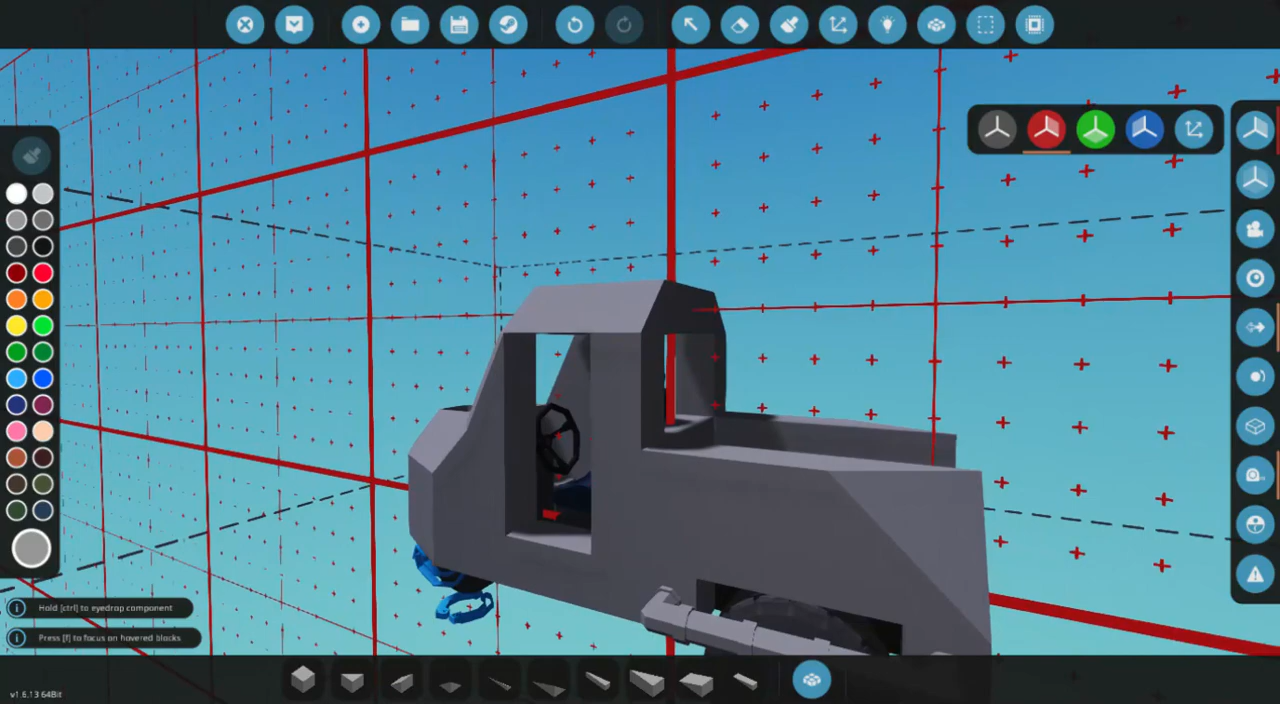 Hold [ctrl] to eyedrop component
Press [f] to focus on hovered blocks
v1.6.13 64Bit